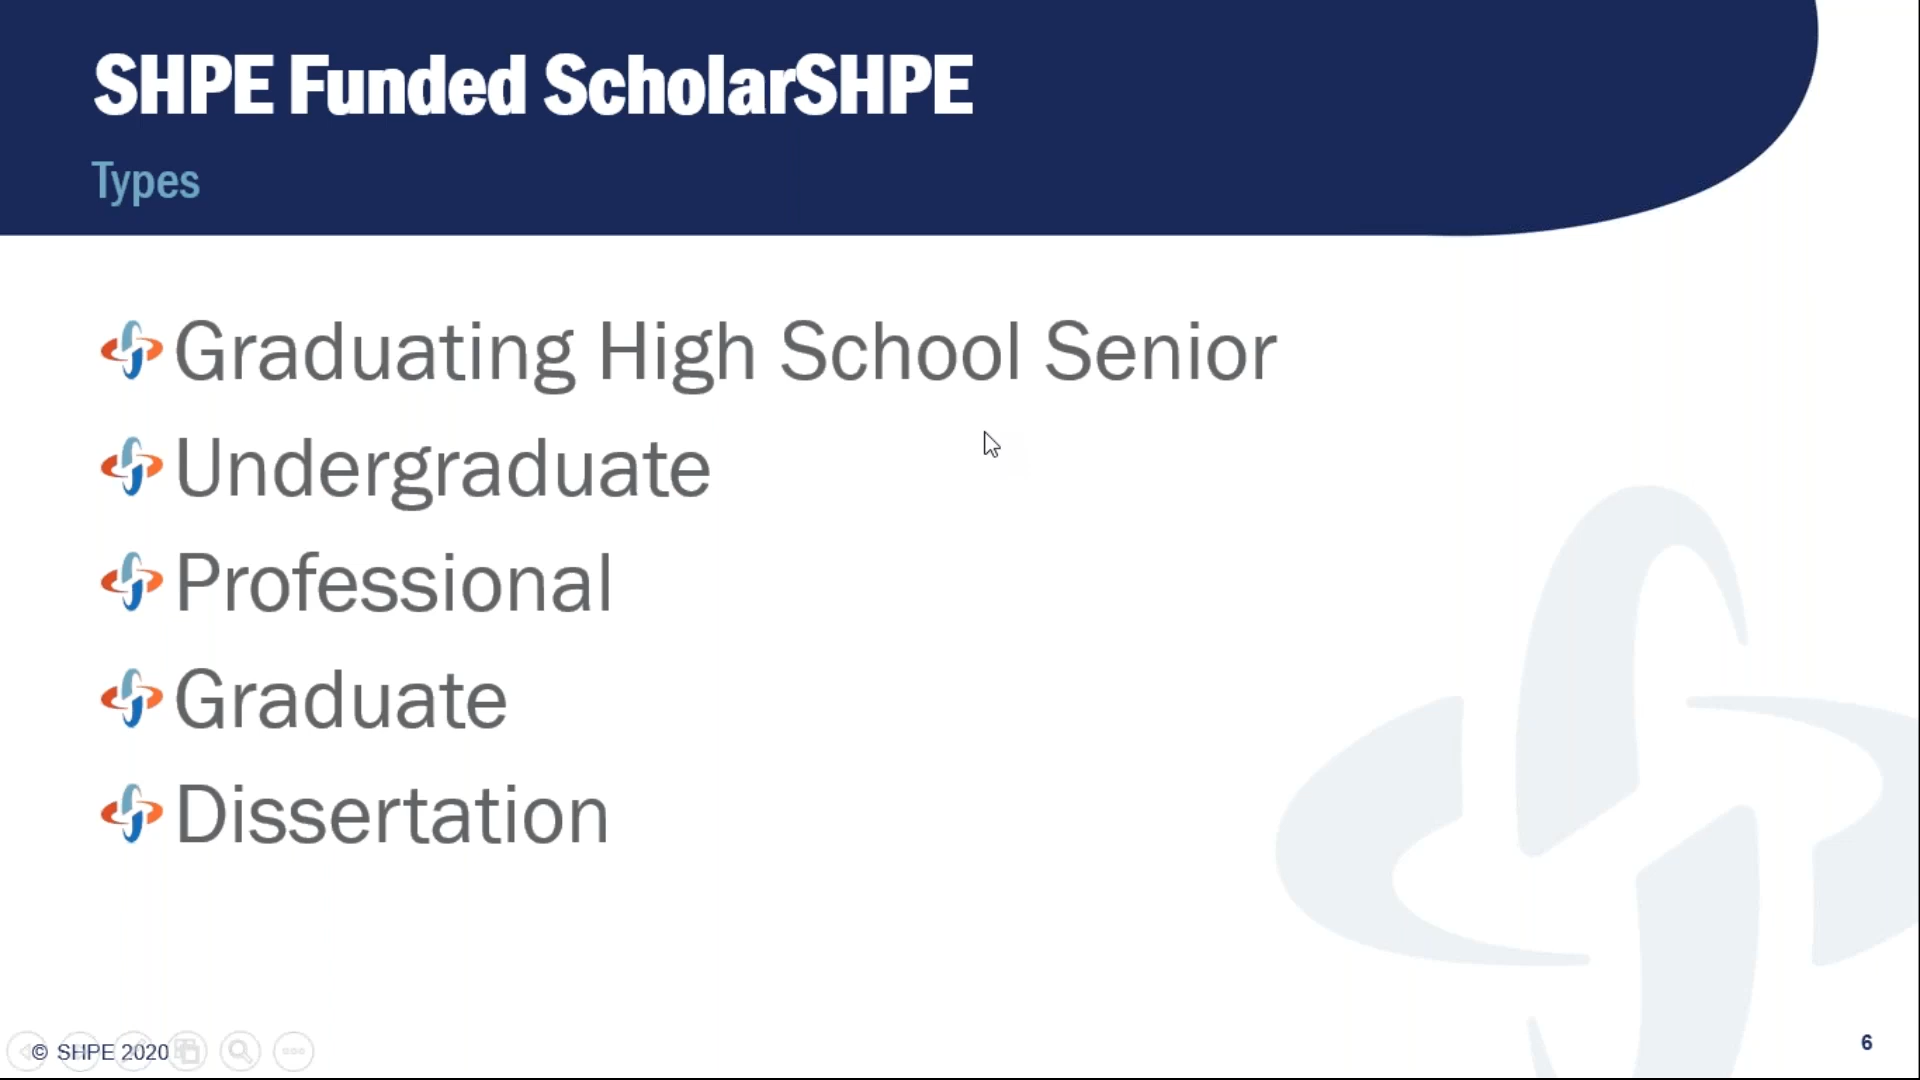 SHPE Funded ScholarSHPE
Types
Graduating High School Senior
Undergraduate
Professional
Graduate
Dissertation
© SHPE 2020
6